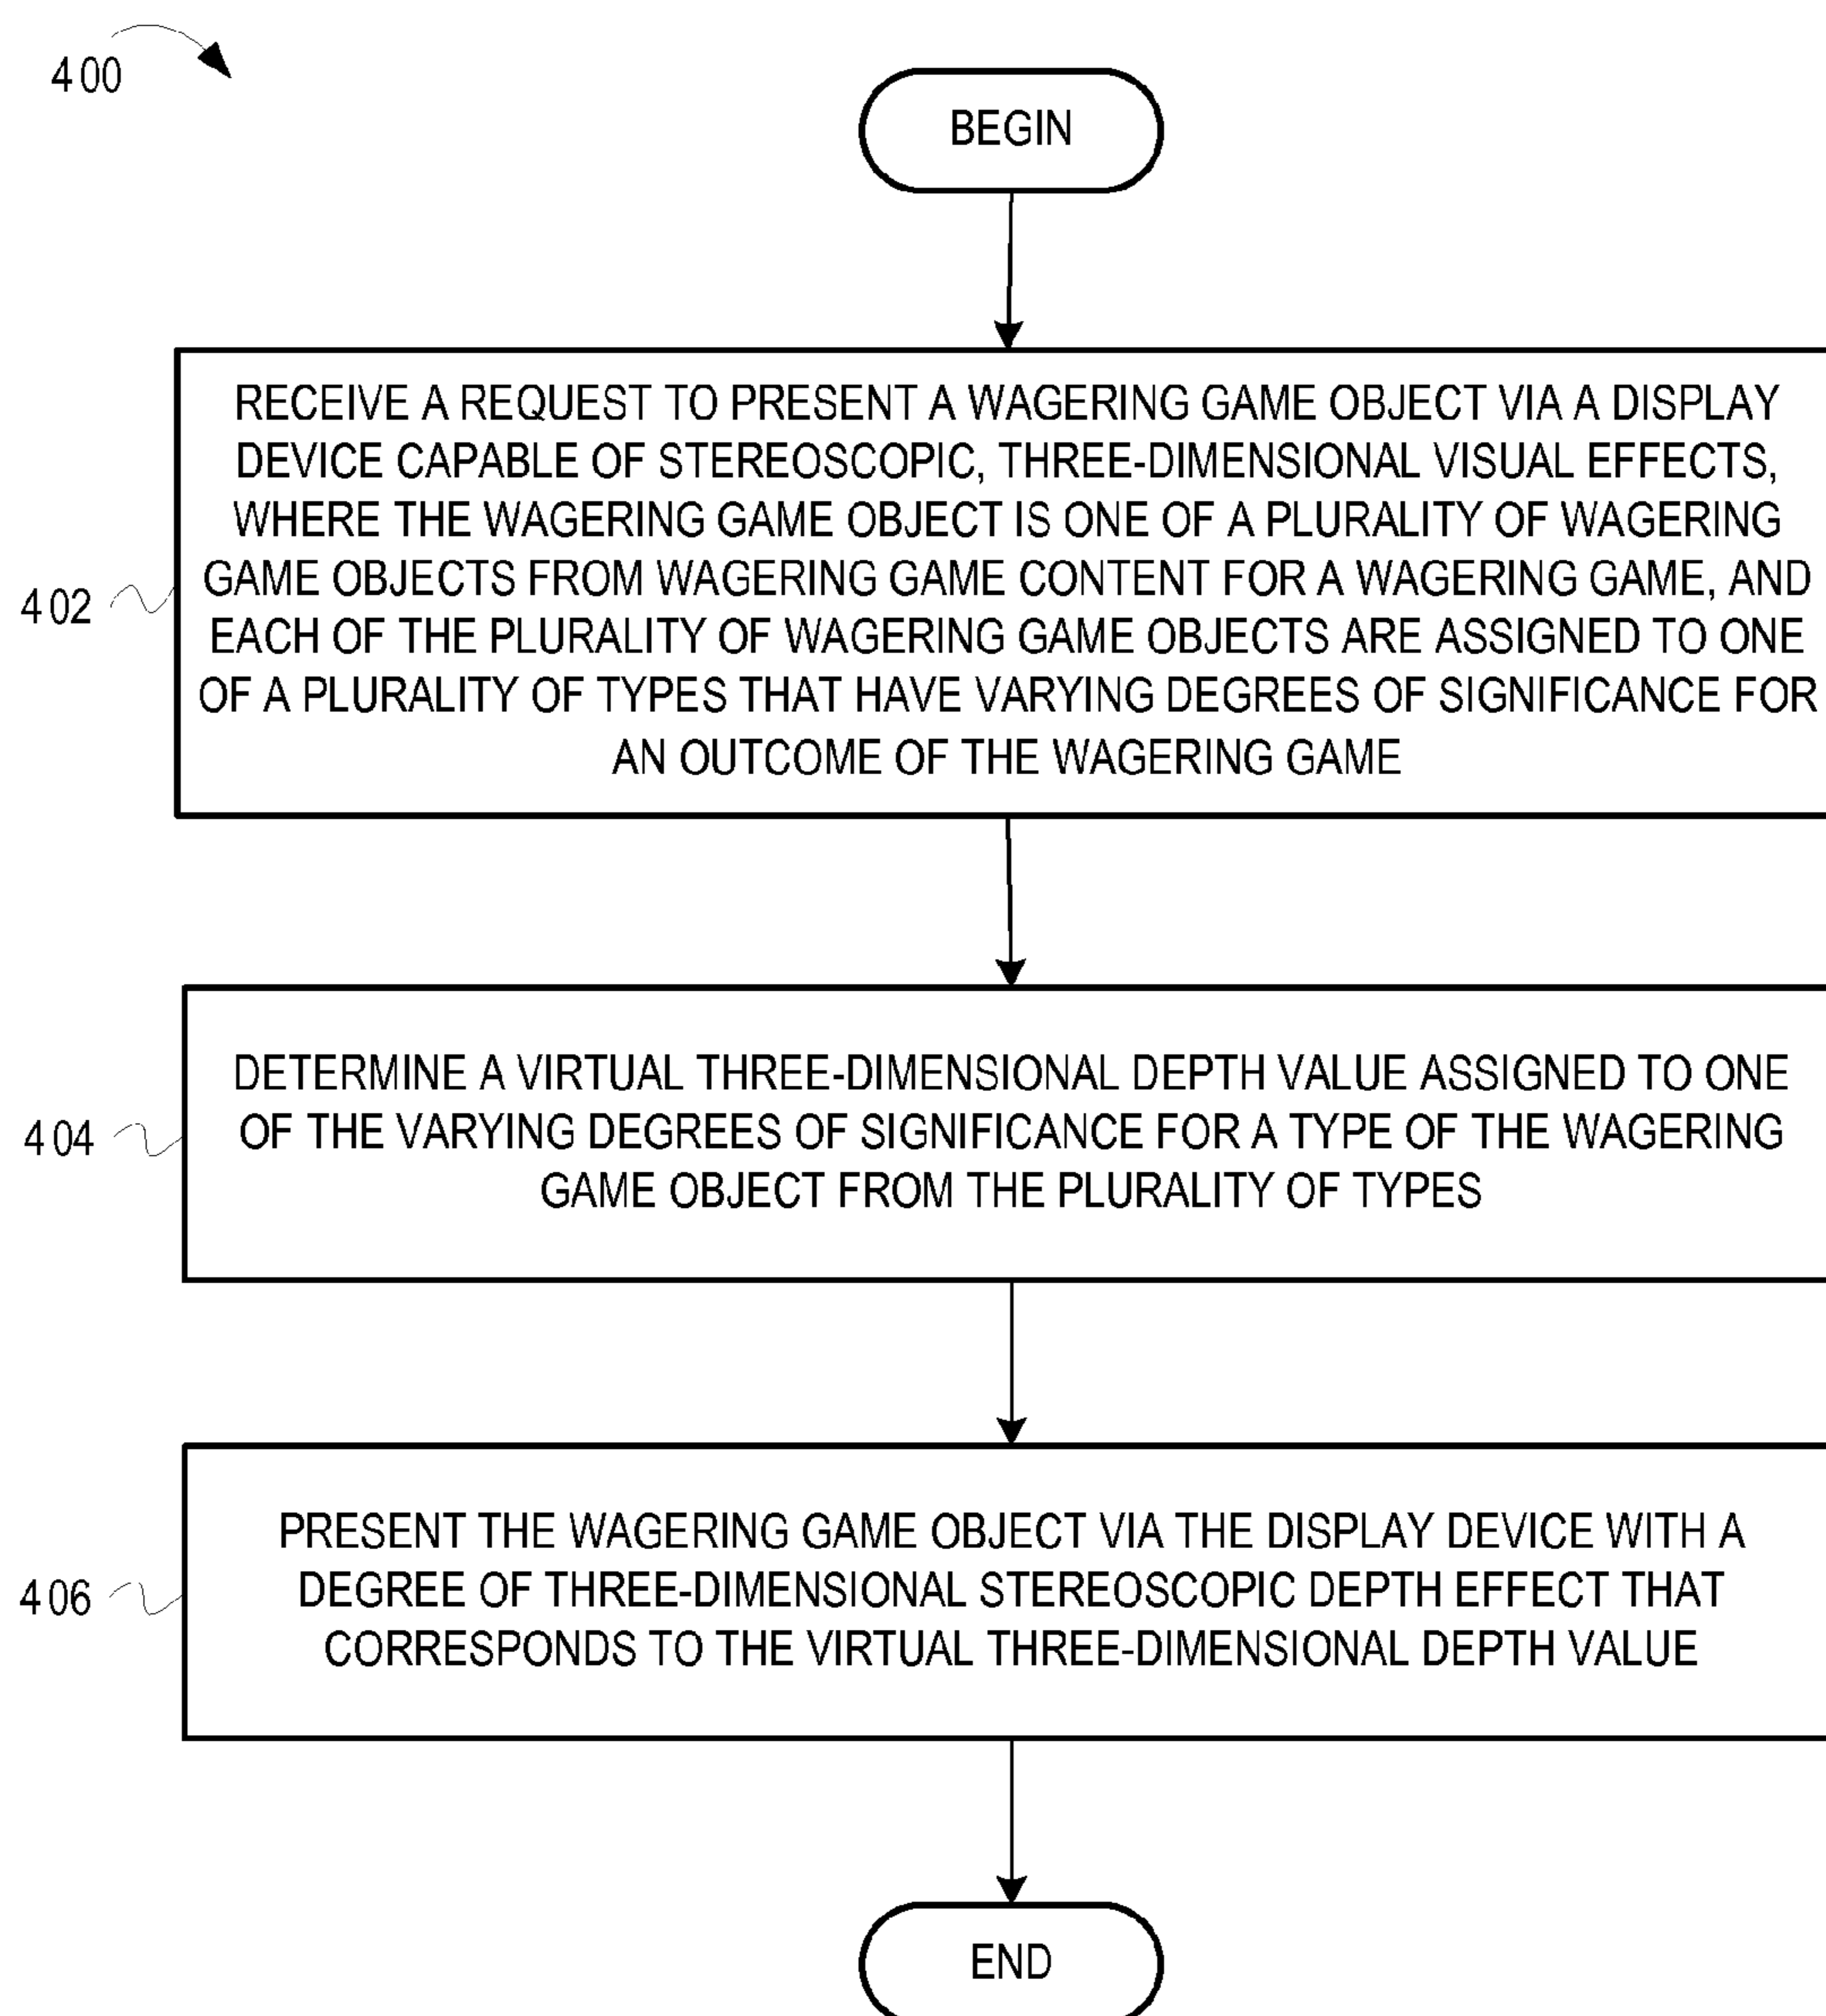 400
BEGIN
RECEIVE A REQUEST TO PRESENT A WAGERING GAME OBJECT VIA A DISPLAY
DEVICE CAPABLE OF STEREOSCOPIC, THREE-DIMENSIONAL VISUAL EFFECTS,
WHERE THE WAGERING GAME OBJECT IS ONE OF A PLURALITY OF WAGERING
GAME OBJECTS FROM WAGERING GAME CONTENT FOR A WAGERING GAME, AND
EACH OF THE PLURALITY OF WAGERING GAME OBJECTS ARE ASSIGNED TO ONE
OF A PLURALITY OF TYPES THAT HAVE VARYING DEGREES OF SIGNIFICANCE FOR
AN OUTCOME OF THE WAGERING GAME
402
DETERMINE A VIRTUAL THREE-DIMENSIONAL DEPTH VALUE ASSIGNED TO ONE
OF THE VARYING DEGREES OF SIGNIFICANCE FOR A TYPE OF THE WAGERING
GAME OBJECT FROM THE PLURALITY OF TYPES
404
PRESENT THE WAGERING GAME OBJECT VIA THE DISPLAY DEVICE WITH A
DEGREE OF THREE-DIMENSIONAL STEREOSCOPIC DEPTH EFFECT THAT
CORRESPONDS TO THE VIRTUAL THREE-DIMENSIONAL DEPTH VALUE
406
END